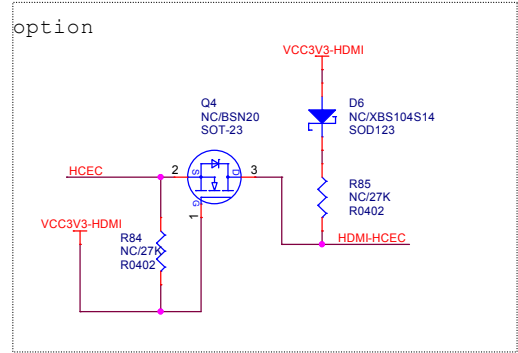 option
VCC3V3-HDMI
Q4
NC/BSN20
SOT-23
D6
NC/XBS104S14
SOD123
HCEC
2
S
D
3
G
1
R85
NC/27K
R0402
VCC3V3-HDMI
R84
NC/27K
R0402
HDMI-HCEC